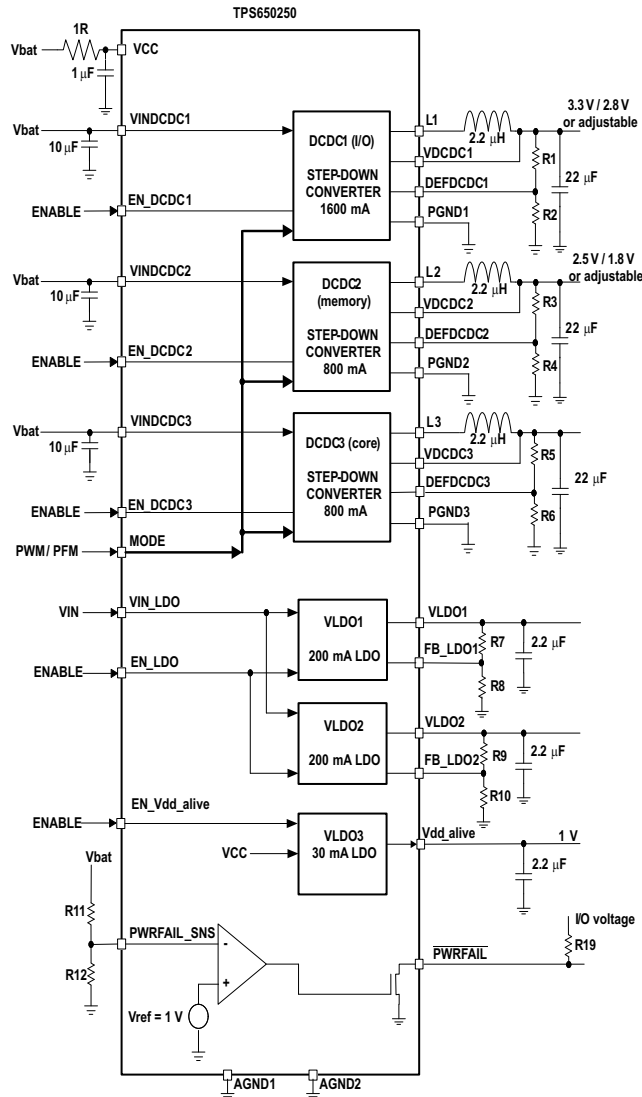 TPS650250
1R
Vbat
VCC
1 μF
Vbat
VINDCDC1
10 μF
ENABLE
EN_DCDC1
DCDC1 (I/O)
STEP-DOWN
CONVERTER
1600 mA
L1
2.2 μH
3.3 V / 2.8 V
or adjustable
VDCDC1
R1
DEFDCDC1
22 μF
R2
PGND1
Vbat
VINDCDC2
10 μF
ENABLE
EN_DCDC2
DCDC2
(memory)
STEP-DOWN
CONVERTER
800 mA
L2
2.2 μH
2.5 V / 1.8 V
or adjustable
VDCDC2
R3
DEFDCDC2
22 μF
R4
PGND2
Vbat
VINDCDC3
10 μF
ENABLE
EN_DCDC3
PWM / PFM
MODE
DCDC3 (core)
STEP-DOWN
CONVERTER
800 mA
L3
2.2 μH
VDCDC3
R5
DEFDCDC3
22 μF
R6
PGND3
VIN
VIN_LDO
ENABLE
EN_LDO
VLDO1
200 mA LDO
VLDO1
R7
2.2 μF
FB_LDO1
R8
VLDO2
200 mA LDO
VLDO2
R9
2.2 μF
FB_LDO2
R10
ENABLE
EN_Vdd_alive
VCC
VLDO3
30 mA LDO
Vdd_alive
1 V
2.2 μF
Vbat
R11
PWRFAIL_SNS
R12
-
+
Vref = 1 V
PWRFAIL
I/O voltage
R19
AGND1
AGND2